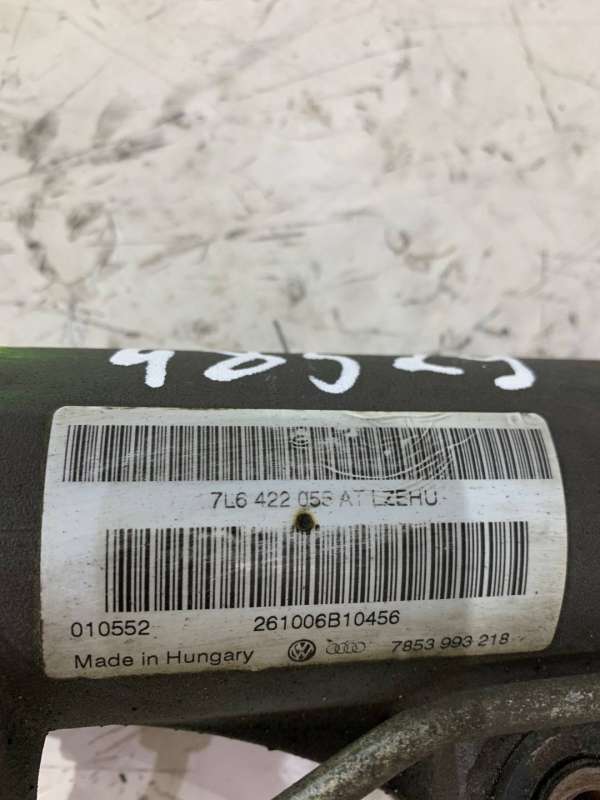 7L6 422 055 AT LZEHU
010552 261006B10456
Made in Hungary 7853 993 218